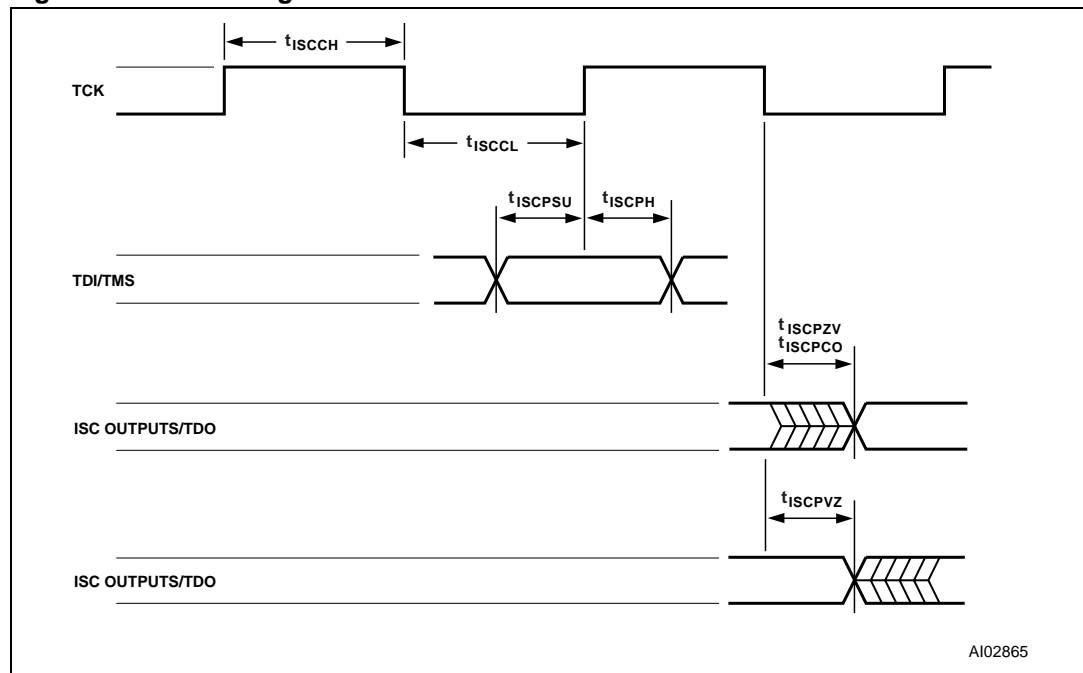 tISCCH
TCK
tISCCL
tISCPSU
tISCPH
TDI/TMS
tISCPZV
tISCPCO
ISC OUTPUTS/TDO
tISCPVZ
ISC OUTPUTS/TDO
AI02865